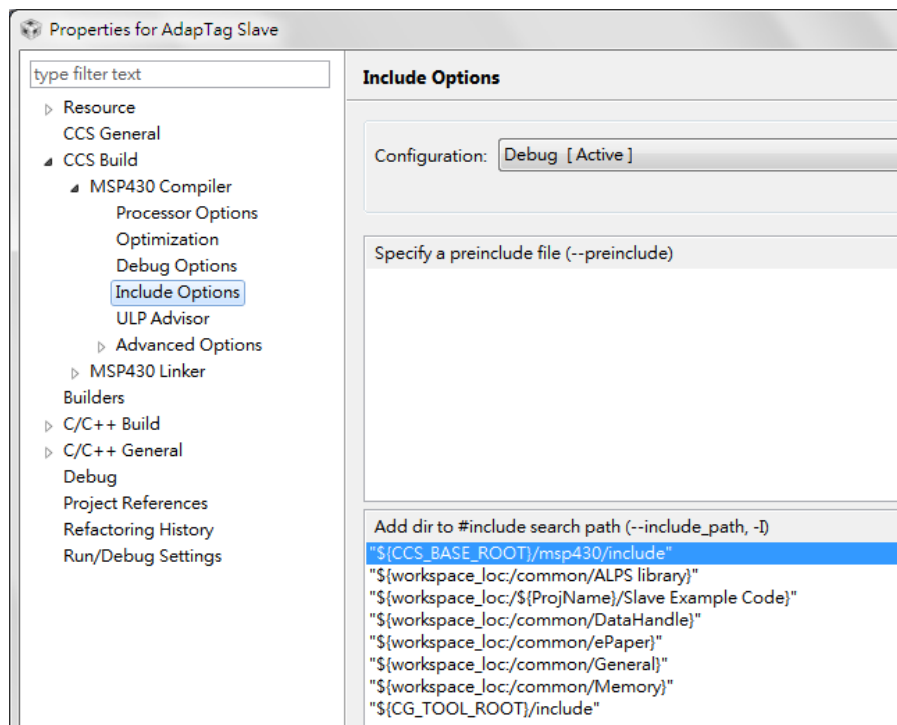 Properties for AdapTag Slave
type filter text
Resource
CCS General
CCS Build
MSP430 Compiler
Processor Options
Optimization
Debug Options
Include Options
ULP Advisor
Advanced Options
MSP430 Linker
Builders
C/C++ Build
C/C++ General
Debug
Project References
Refactoring History
Run/Debug Settings
Include Options
Configuration: Debug [ Active ]
Specify a preinclude file (--preinclude)
Add dir to #include search path (--include_path, -I)
"${CCS_BASE_ROOT}/msp430/include"
"${workspace_loc:/common/ALPS library}"
"${workspace_loc:/${ProjName}/Slave Example Code}"
"${workspace_loc:/common/DataHandle}"
"${workspace_loc:/common/ePaper}"
"${workspace_loc:/common/General}"
"${workspace_loc:/common/Memory}"
"${CG_TOOL_ROOT}/include"